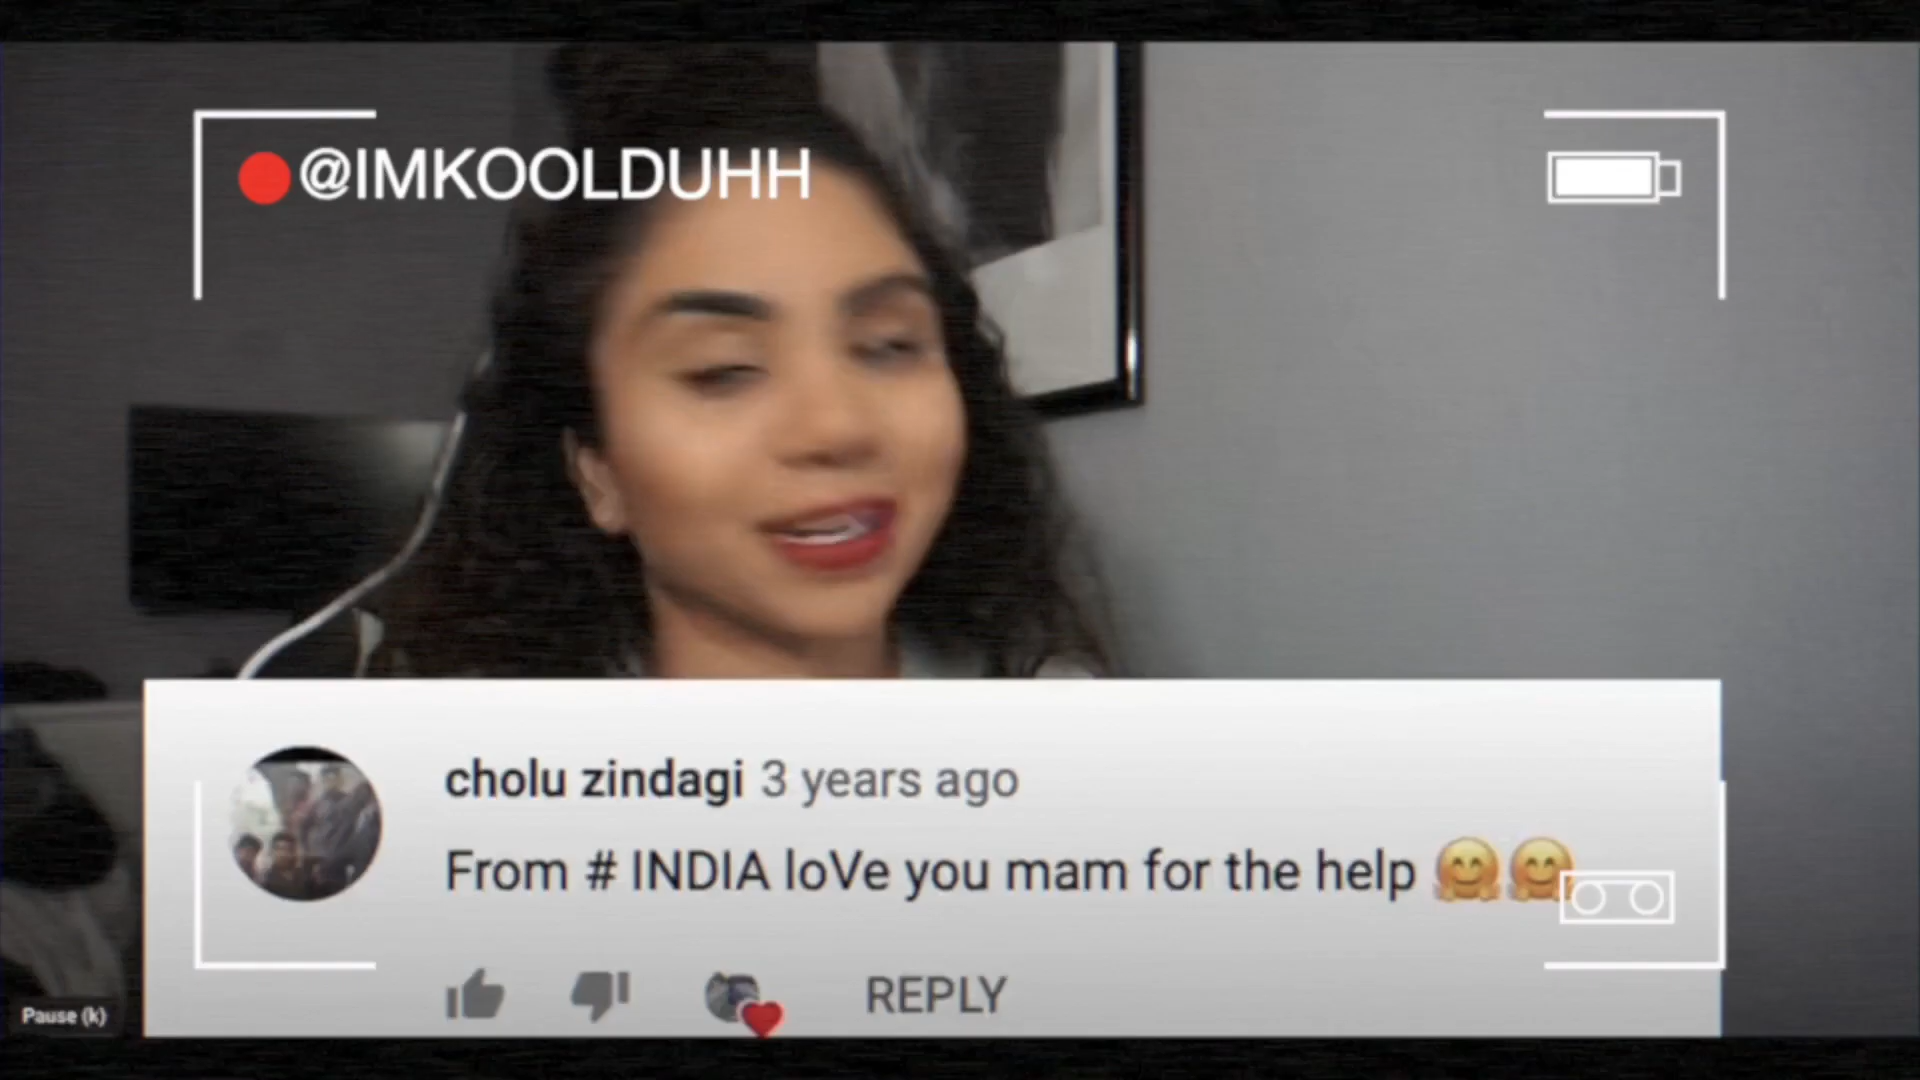 @IMKOOLDUHH
cholu zindagi 3 years ago
From # INDIA loVe you mam for the help 🤗🤗
REPLY
Pause (k)